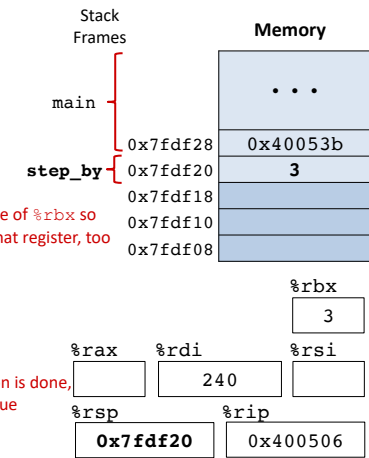 Stack
Frames
Memory
main
• • •
0x7fdf28
0x40053b
step_by
0x7fdf20
3
0x7fdf18
e of %rbx so
0x7fdf10
hat register, too
0x7fdf08
%rbx
3
%rax
%rdi
%rsi
240
n is done,
ue
%rsp
%rip
0x7fdf20
0x400506